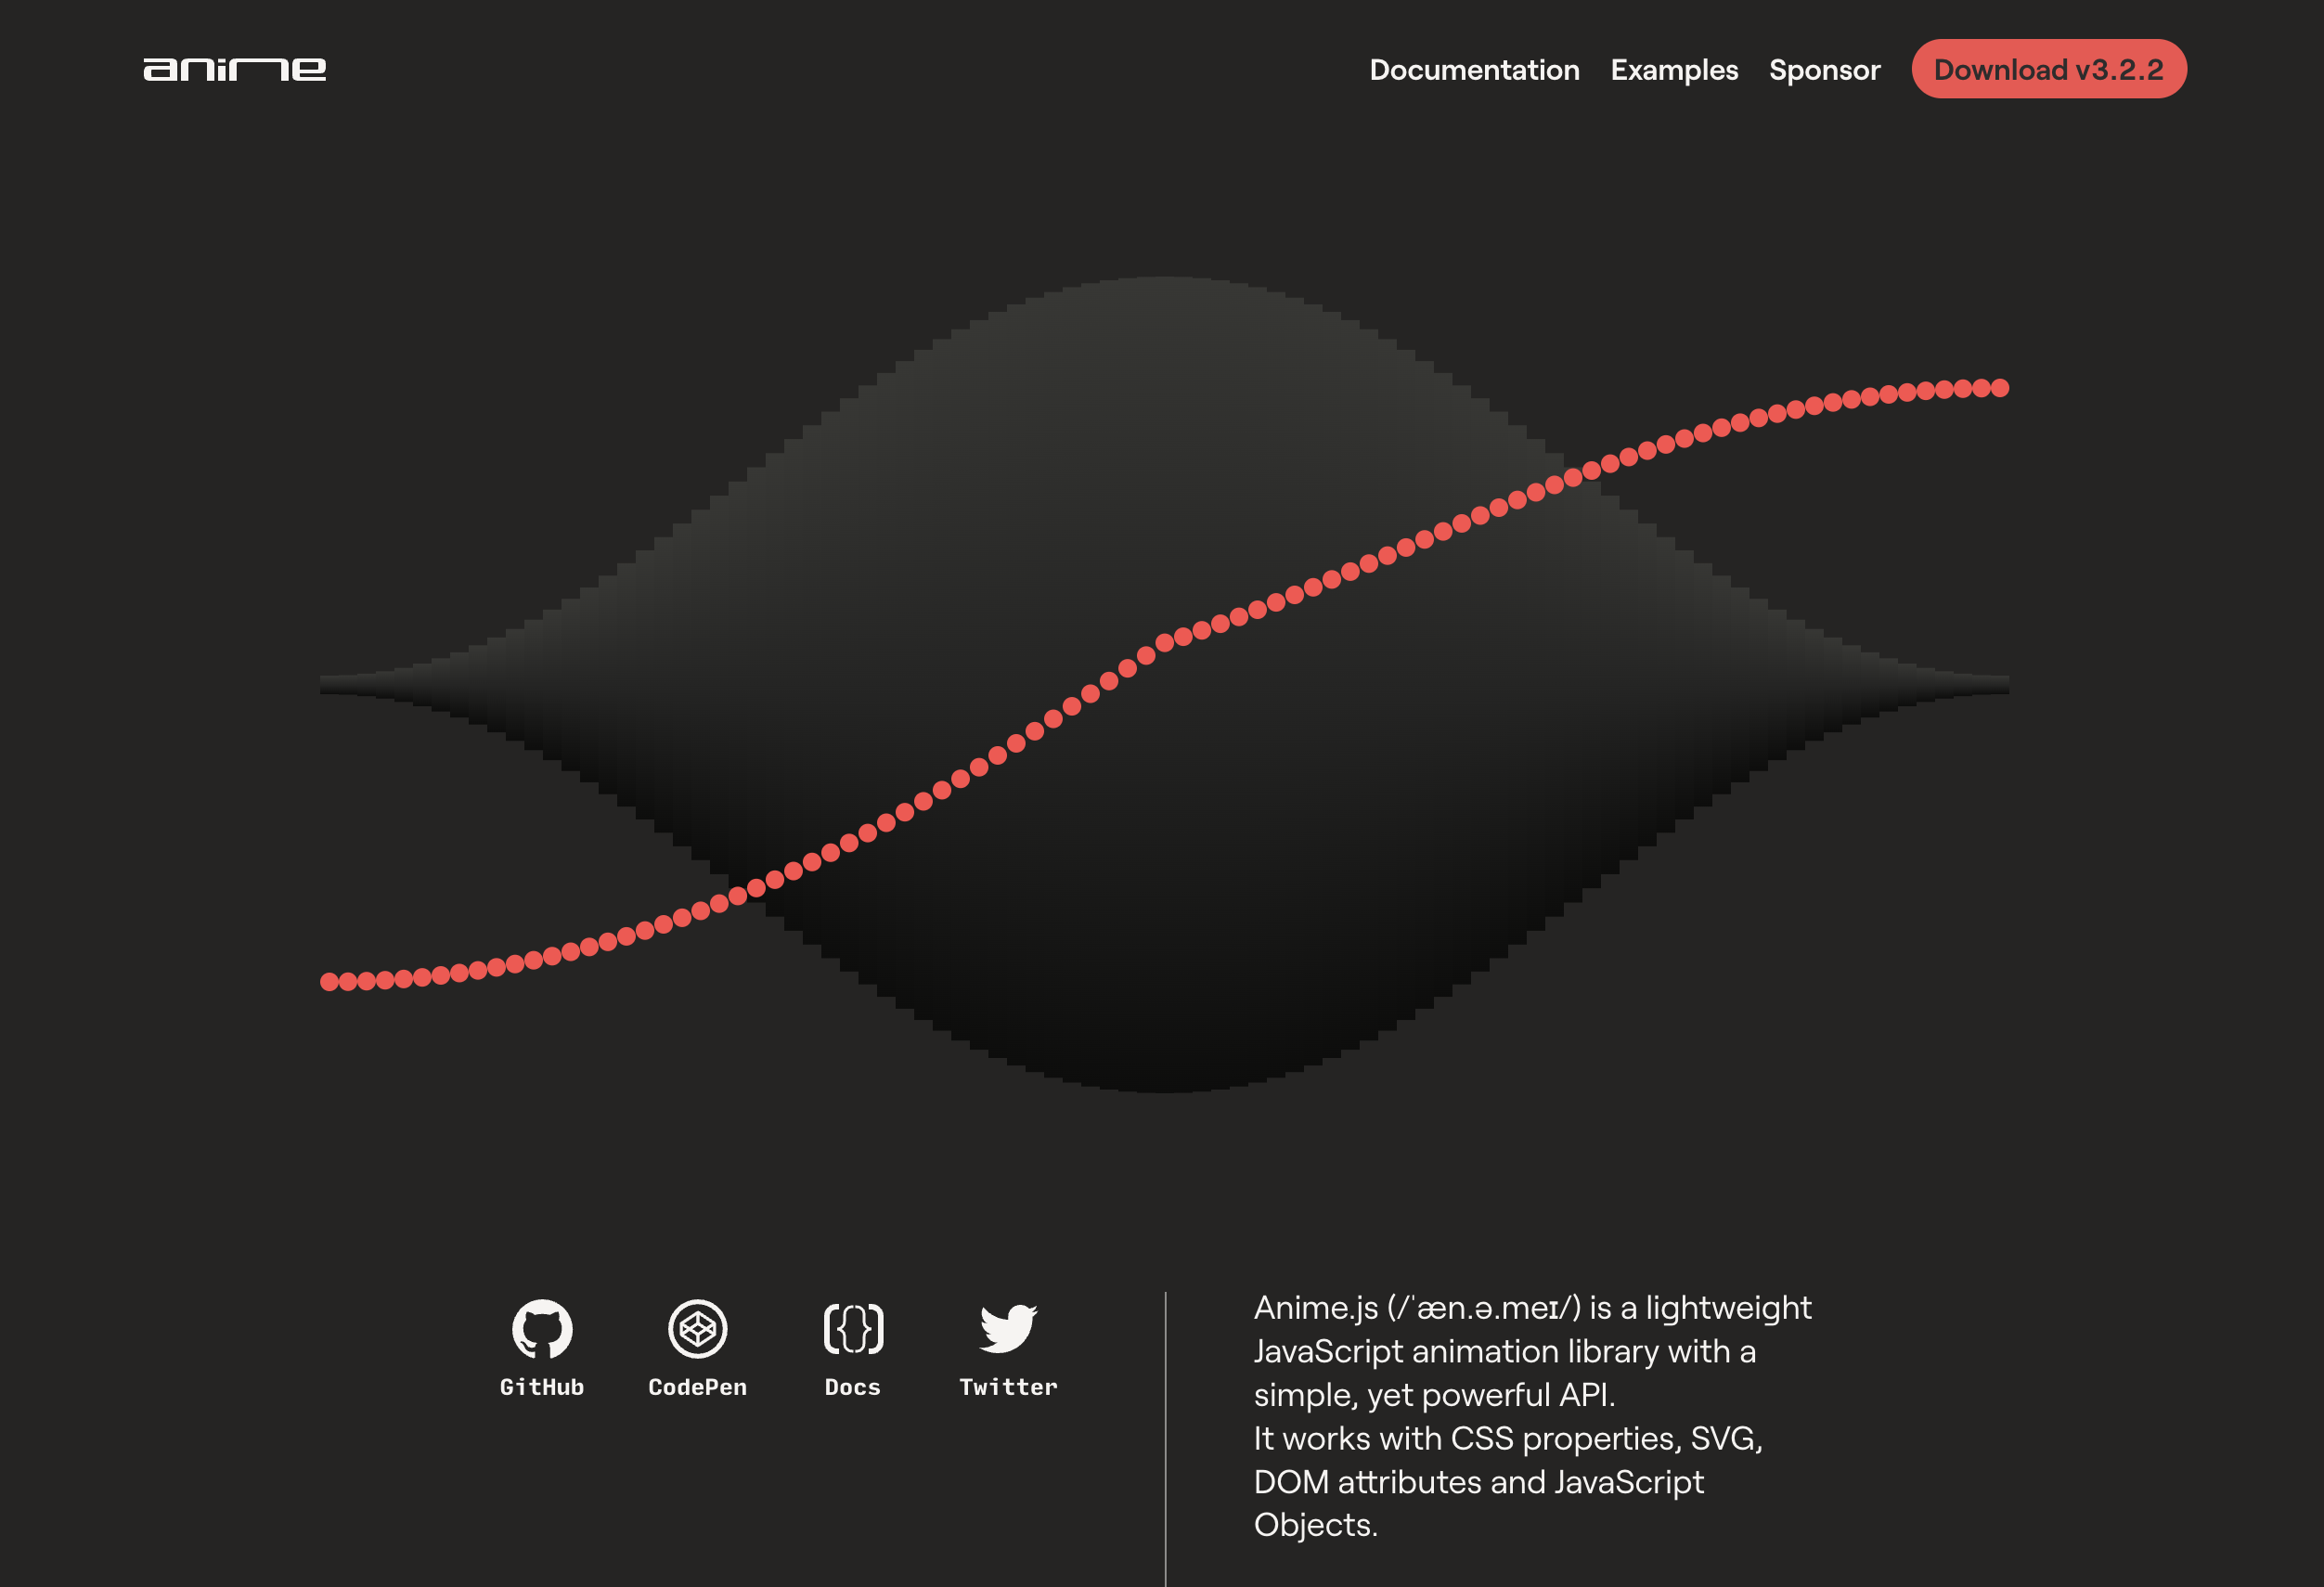 anime
Documentation Examples Sponsor Download v3.2.2
GitHub CodePen Docs Twitter
Anime.js (/ˈæn.ə.meɪ/) is a lightweight
JavaScript animation library with a
simple, yet powerful API.
It works with CSS properties, SVG,
DOM attributes and JavaScript
Objects.